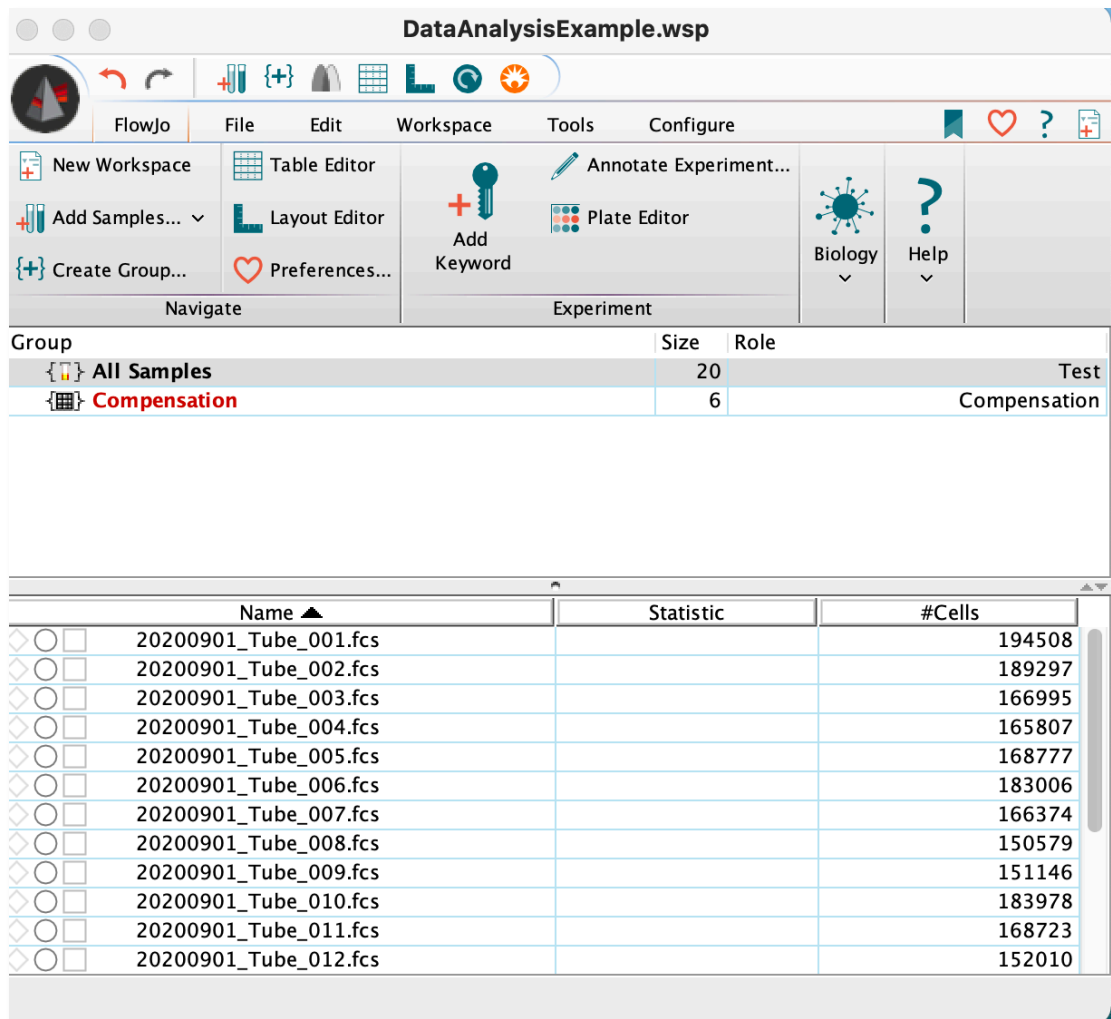 DataAnalysisExample.wsp
FlowJo File Edit Workspace Tools Configure
New Workspace Table Editor Annotate Experiment...
Add Samples... Layout Editor Plate Editor
Add Keyword
Create Group... Preferences...
Biology Help
Navigate Experiment
Group Size Role
All Samples 20 Test
Compensation 6 Compensation
Name Statistic #Cells
20200901_Tube_001.fcs 194508
20200901_Tube_002.fcs 189297
20200901_Tube_003.fcs 166995
20200901_Tube_004.fcs 165807
20200901_Tube_005.fcs 168777
20200901_Tube_006.fcs 183006
20200901_Tube_007.fcs 166374
20200901_Tube_008.fcs 150579
20200901_Tube_009.fcs 151146
20200901_Tube_010.fcs 183978
20200901_Tube_011.fcs 168723
20200901_Tube_012.fcs 152010